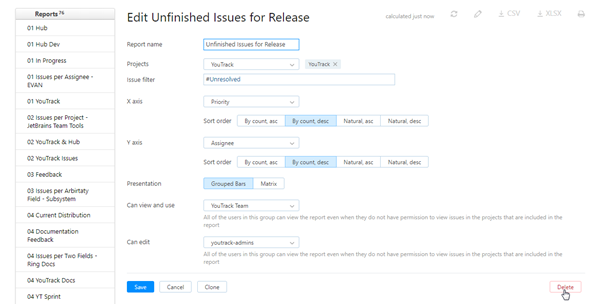 Reports 76
01 Hub
01 Hub Dev
01 In Progress
01 Issues per Assignee -
EVAN
01 YouTrack
02 Issues per Project -
JetBrains Team Tools
02 YouTrack & Hub
02 YouTrack Issues
03 Feedback
03 Issues per Arbirtaty
Field - Subsystem
04 Current Distribution
04 Documentation
Feedback
04 Issues per Two Fields -
Ring Docs
04 YouTrack Docs
04 YT Sprint
Edit Unfinished Issues for Release
calculated just now
CSV
XLSX
Report name
Unfinished Issues for Release
Projects
YouTrack
YouTrack ×
Issue filter
#Unresolved
X axis
Priority
Sort order
By count, asc
By count, desc
Natural, asc
Natural, desc
Y axis
Assignee
Sort order
By count, asc
By count, desc
Natural, asc
Natural, desc
Presentation
Grouped Bars
Matrix
Can view and use
YouTrack Team
All of the users in this group can view the report even when they do not have permission to view issues in the projects that are included in the
report
Can edit
youtrack-admins
All of the users in this group can view the report even when they do not have permission to view issues in the projects that are included in the
report
Save
Cancel
Clone
Delete